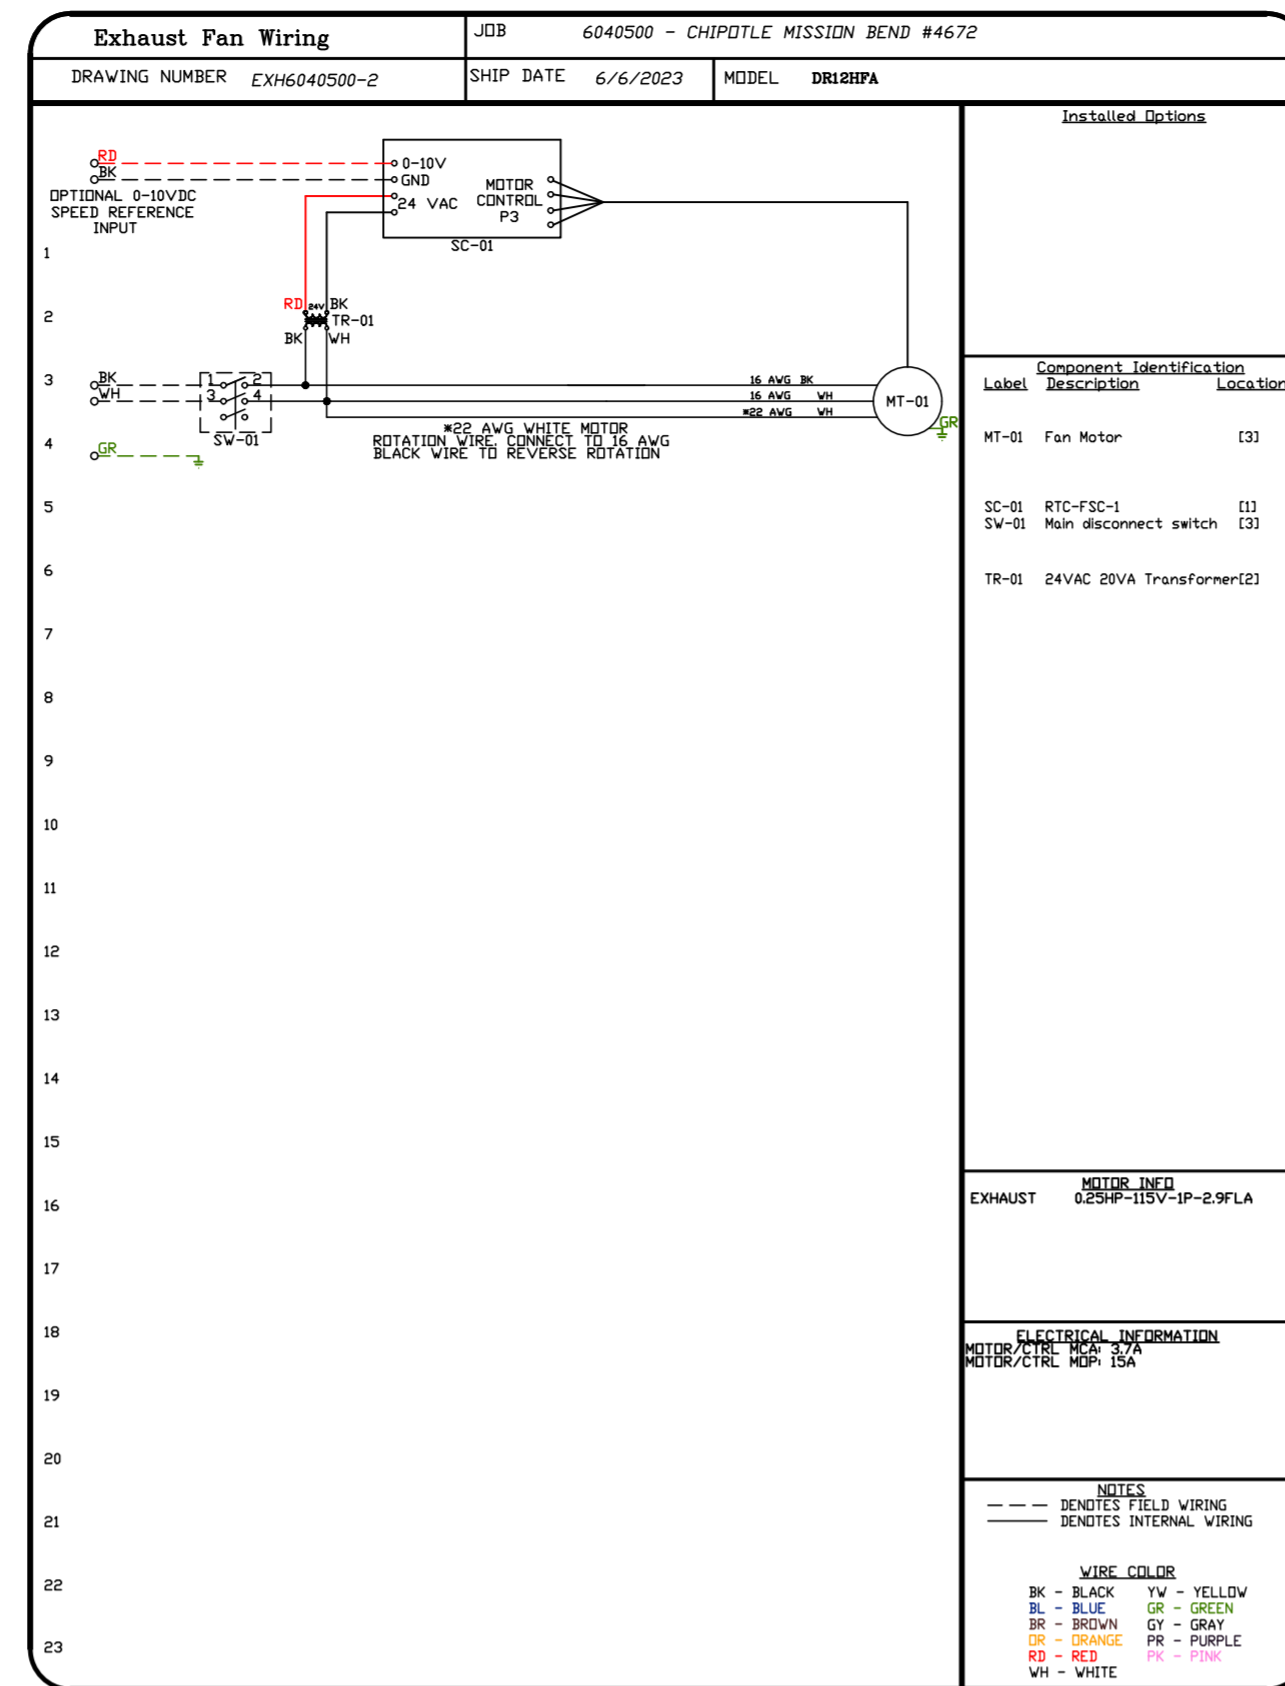 Exhaust Fan Wiring
JOB 6040500 - CHIPOTLE MISSION BEND #4672
DRAWING NUMBER EXH6040500-2
SHIP DATE 6/6/2023
MODEL DR12HFA
RD
BK
OPTIONAL 0-10VDC
SPEED REFERENCE
INPUT
0-10V
GND
24 VAC
MOTOR
CONTROL
P3
SC-01
RD 24V BK
TR-01
BK WH
BK
WH
1 2
3 4
SW-01
GR
16 AWG BK
16 AWG WH
*22 AWG WH
MT-01
GR
*22 AWG WHITE MOTOR
ROTATION WIRE. CONNECT TO 16 AWG
BLACK WIRE TO REVERSE ROTATION
1
2
3
4
5
6
7
8
9
10
11
12
13
14
15
16
17
18
19
20
21
22
23
Installed Options
Component Identification
Label Description Location
MT-01 Fan Motor [3]
SC-01 RTC-FSC-1 [1]
SW-01 Main disconnect switch [3]
TR-01 24VAC 20VA Transformer[2]
MOTOR INFO
EXHAUST 0.25HP-115V-1P-2.9FLA
ELECTRICAL INFORMATION
MOTOR/CTRL MCA: 3.7A
MOTOR/CTRL MOP: 15A
NOTES
DENOTES FIELD WIRING
DENOTES INTERNAL WIRING
WIRE COLOR
BK - BLACK YW - YELLOW
BL - BLUE GR - GREEN
BR - BROWN GY - GRAY
OR - ORANGE PR - PURPLE
RD - RED PK - PINK
WH - WHITE